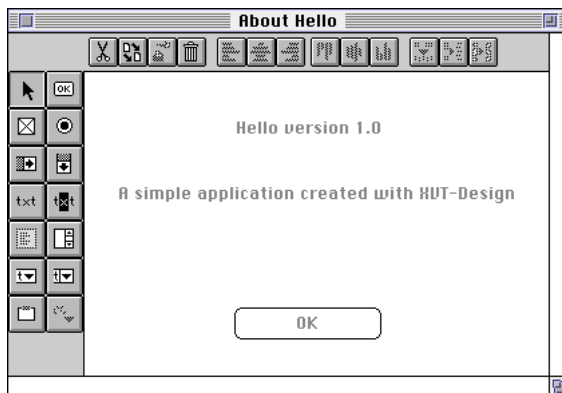 About Hello
OK
Hello version 1.0
txt txt
A simple application created with XVT-Design
t
t
OK